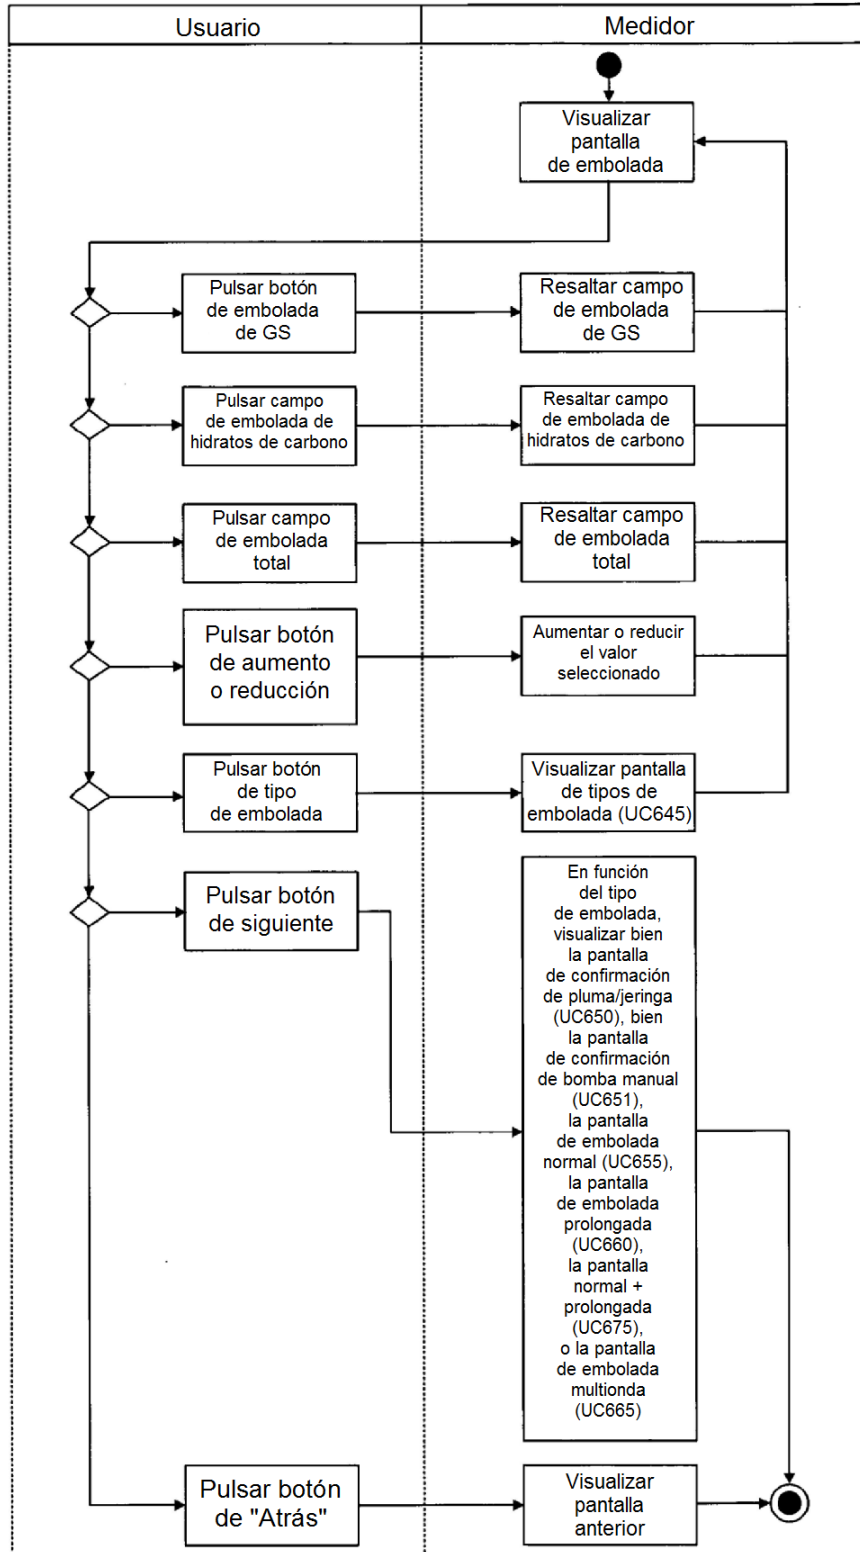 Usuario
Medidor
Visualizar
pantalla
de embolada
Pulsar botón
de embolada
de GS
Resaltar campo
de embolada
de GS
Pulsar campo
de embolada de
hidratos de carbono
Resaltar campo
de embolada de
hidratos de carbono
Pulsar campo
de embolada
total
Resaltar campo
de embolada
total
Pulsar botón
de aumento
o reducción
Aumentar o reducir
el valor
seleccionado
Pulsar botón
de tipo
de embolada
Visualizar pantalla
de tipos de
embolada (UC645)
Pulsar botón
de siguiente
En función
del tipo
de embolada,
visualizar bien
la pantalla
de confirmación
de pluma/jeringa
(UC650), bien
la pantalla
de confirmación
de bomba manual
(UC651),
la pantalla
de embolada
normal (UC655),
la pantalla
de embolada
prolongada
(UC660),
la pantalla
normal +
prolongada
(UC675),
o la pantalla
de embolada
multionda
(UC665)
Pulsar botón
de "Atrás"
Visualizar
pantalla
anterior